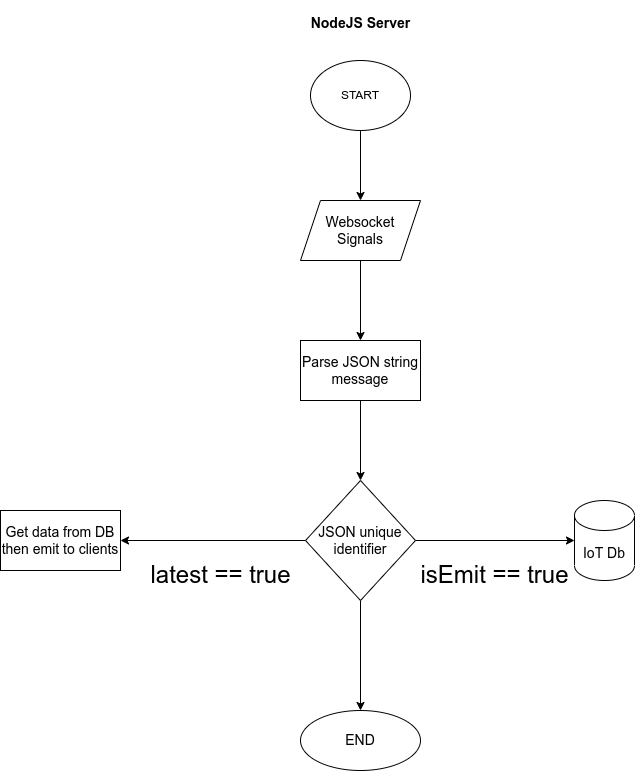 NodeJS Server
START
Websocket
Signals
Parse JSON string
message
JSON unique
identifier
Get data from DB
then emit to clients
latest == true
isEmit == true
IoT Db
END